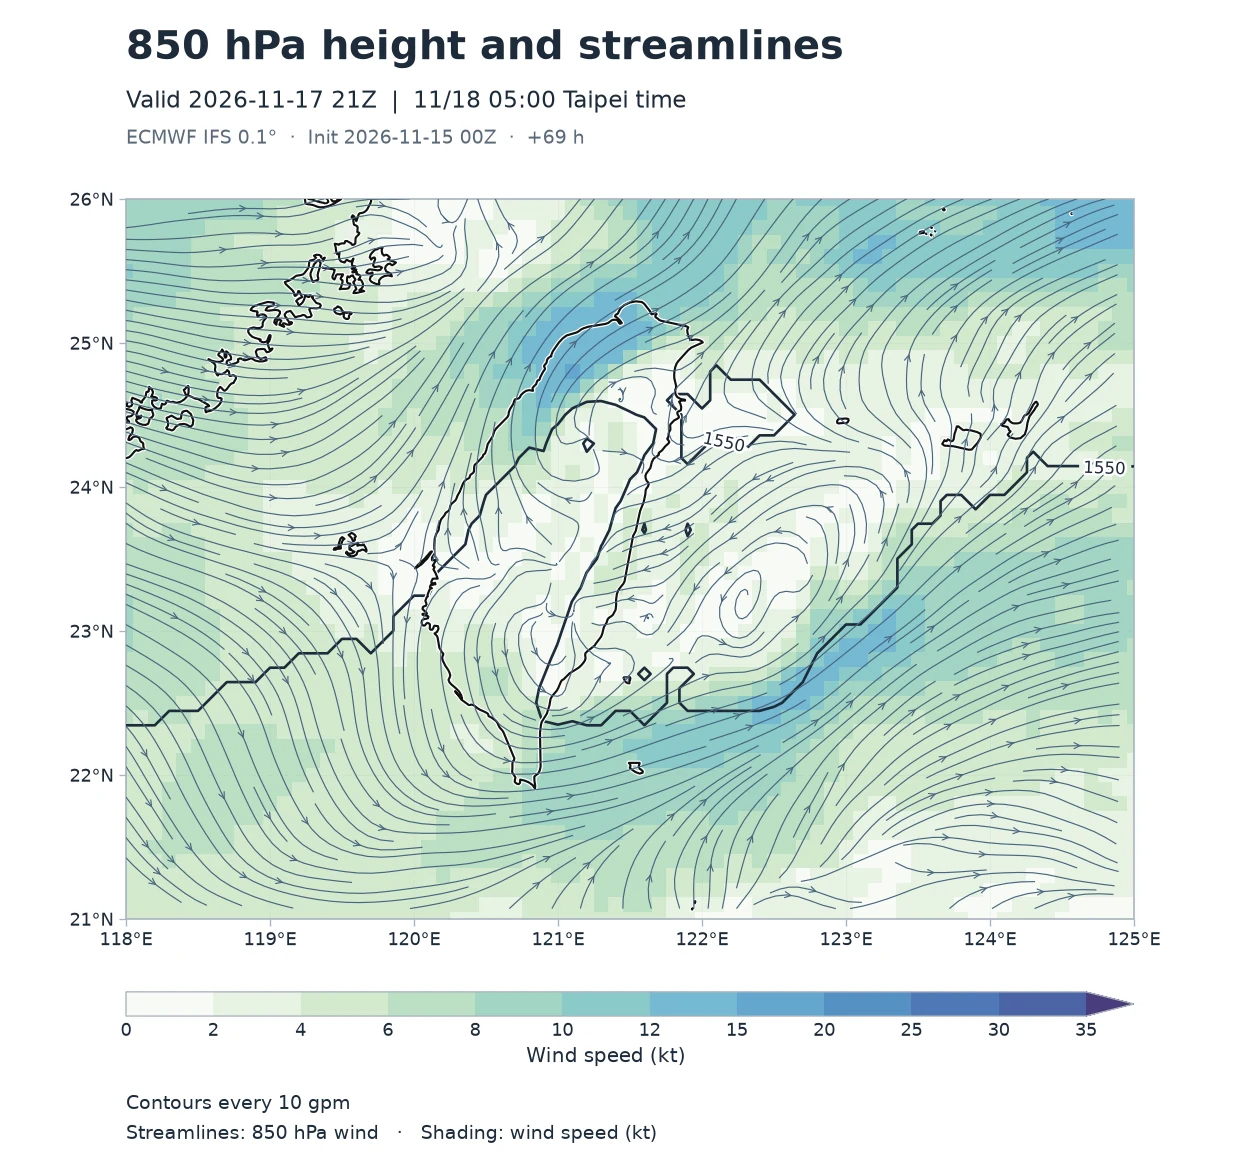 850 hPa height and streamlines
Valid 2026-11-17 21Z | 11/18 05:00 Taipei time
ECMWF IFS 0.1° · Init 2026-11-15 00Z · +69 h
26°N
25°N
24°N
23°N
22°N
21°N
1550
1550
118°E 119°E 120°E 121°E 122°E 123°E 124°E 125°E
0 2 4 6 8 10 12 15 20 25 30 35
Wind speed (kt)
Contours every 10 gpm
Streamlines: 850 hPa wind · Shading: wind speed (kt)